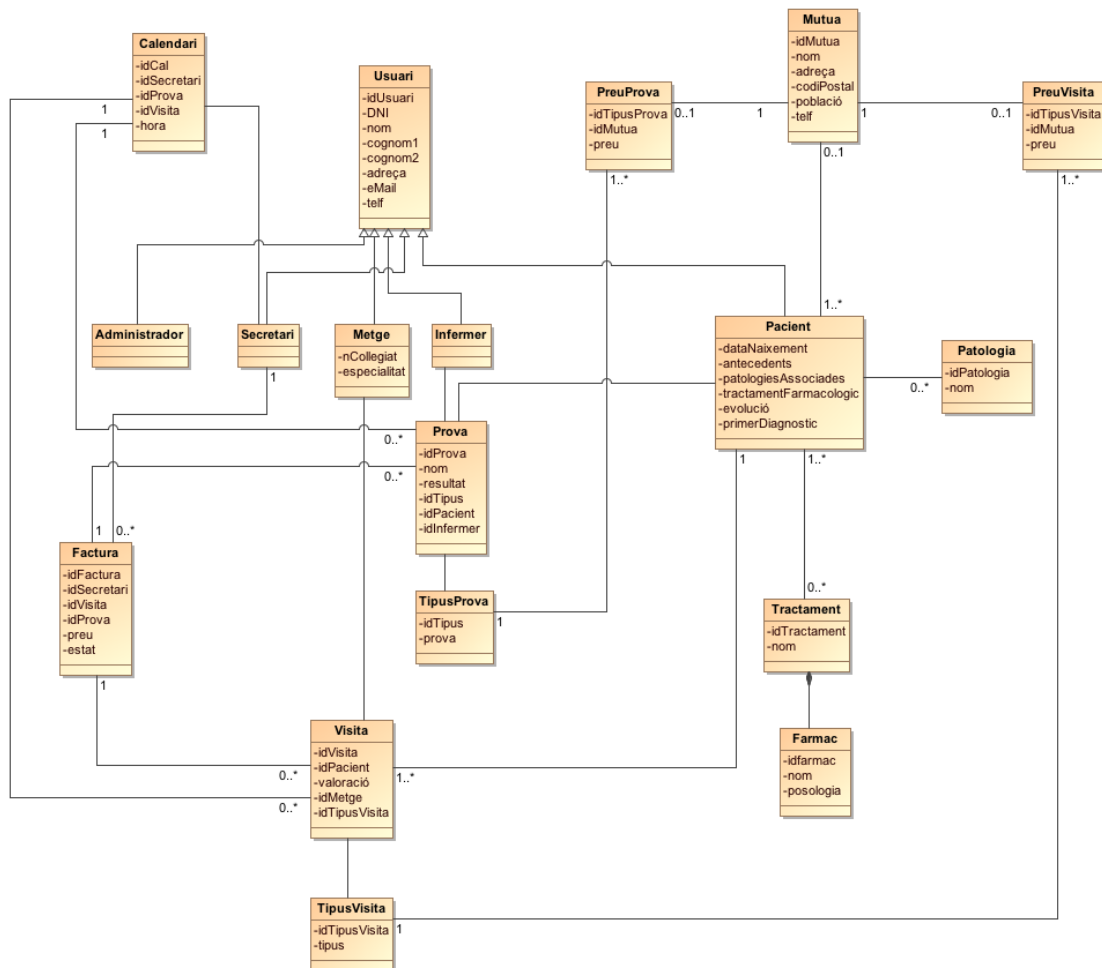 Calendari
-idCal
-idSecretari
-idProva
-idVisita
-hora
1
1
Usuari
-idUsuari
-DNI
-nom
-cognom1
-cognom2
-adreça
-eMail
-telf
PreuProva
-idTipusProva
-idMutua
-preu
0..1
1
1..*
Mutua
-idMutua
-nom
-adreça
-codiPostal
-població
-telf
1
0..1
0..1
PreuVisita
-idTipusVisita
-idMutua
-preu
1..*
Administrador
Secretari
1
Metge
-nCollegiat
-especialitat
Infermer
1..*
Pacient
-dataNaixement
-antecedents
-patologiesAssociades
-tractamentFarmacologic
-evolució
-primerDiagnostic
1
1..*
0..*
Patologia
-idPatologia
-nom
0..*
0..*
Prova
-idProva
-nom
-resultat
-idTipus
-idPacient
-idInfermer
1
0..*
Factura
-idFactura
-idSecretari
-idVisita
-idProva
-preu
-estat
1
TipusProva
-idTipus
-prova
1
0..*
Tractament
-idTractament
-nom
Farmac
-idfarmac
-nom
-posologia
Visita
-idVisita
-idPacient
-valoració
-idMetge
-idTipusVisita
0..*
0..*
1..*
TipusVisita
-idTipusVisita
-tipus
1